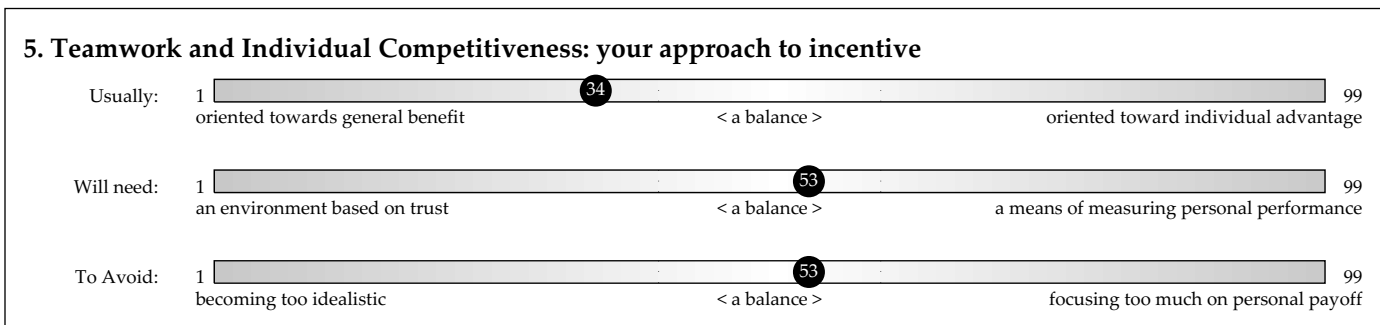 5. Teamwork and Individual Competitiveness: your approach to incentive
Usually: 1 34 99
oriented towards general benefit < a balance > oriented toward individual advantage
Will need: 1 53 99
an environment based on trust < a balance > a means of measuring personal performance
To Avoid: 1 53 99
becoming too idealistic < a balance > focusing too much on personal payoff